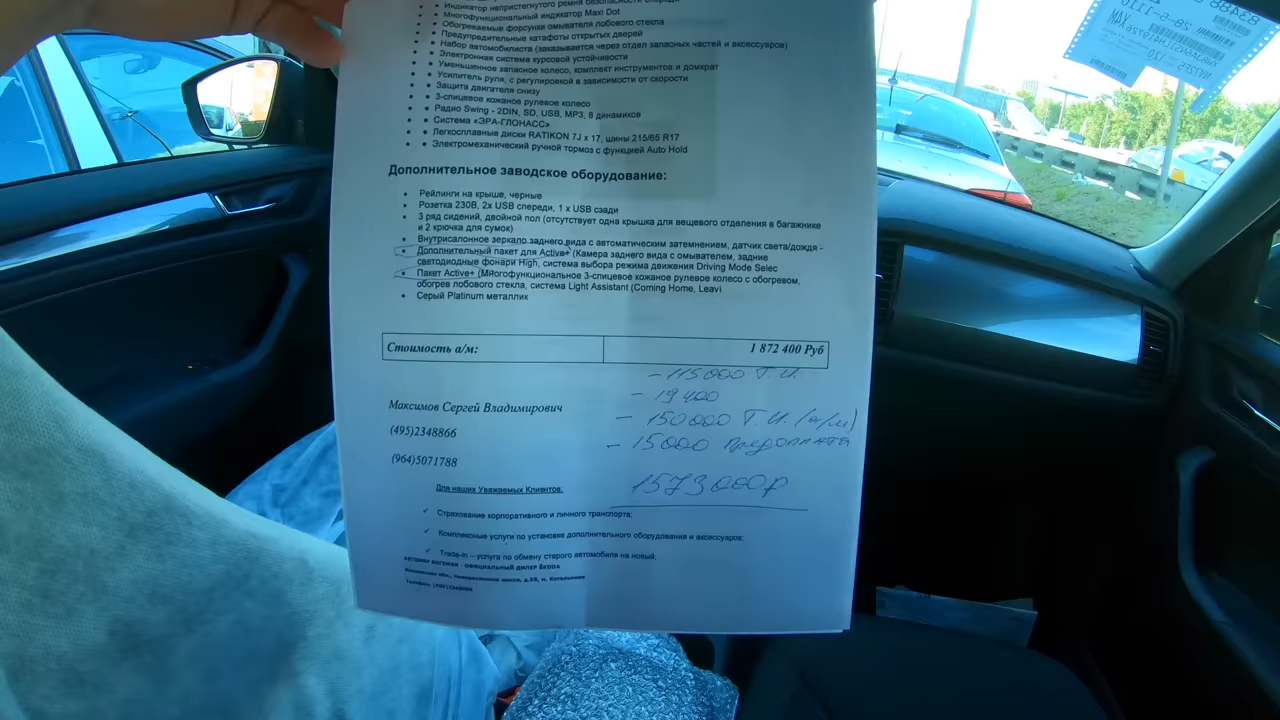 Индикатор непристегнутого ремня безопасности спереди
Многофункциональный индикатор Maxi Dot
Обогреваемые форсунки омывателя лобового стекла
Предупредительные катафоты открытых дверей
Набор автомобилиста (заказывается через отдел запасных частей и аксессуаров)
Электронная система курсовой устойчивости
Уменьшенное запасное колесо, комплект инструментов и домкрат
Усилитель руля, с регулировкой в зависимости от скорости
Защита двигателя снизу
3-спицевое кожаное рулевое колесо
Радио Swing - 2DIN, SD, USB, MP3, 8 динамиков
Система «ЭРА-ГЛОНАСС»
Легкосплавные диски RATIKON 7J x 17, шины 215/65 R17
Электромеханический ручной тормоз с функцией Auto Hold
Дополнительное заводское оборудование:
Рейлинги на крыше, черные
Розетка 230В, 2x USB спереди, 1 x USB сзади
3 ряд сидений, двойной пол (отсутствует одна крышка для вещевого отделения в багажнике
и 2 крючка для сумок)
Внутрисалонное зеркало заднего вида с автоматическим затемнением, датчик света/дождя -
Дополнительный пакет для Active+ (Камера заднего вида с омывателем, задние
светодиодные фонари High, система выбора режима движения Driving Mode Selec
Пакет Active+ (Многофункциональное 3-спицевое кожаное рулевое колесо с обогревом,
обогрев лобового стекла, система Light Assistant (Coming Home, Leavi
Серый Platinum металлик
Стоимость а/м: 1 872 400 Руб
- 115 000 Т.И.
- 19 400
- 150 000 Т.И. (а/м)
- 15 000 предоплата
1573 000р
Максимов Сергей Владимирович
(495)2348866
(964)5071788
Для наших Уважаемых Клиентов:
Страхование корпоративного и личного транспорта;
Комплексные услуги по установке дополнительного оборудования и аксессуаров;
Trade-in – услуга по обмену старого автомобиля на новый;
ОФИЦИАЛЬНЫЙ ДИЛЕР ŠKODA